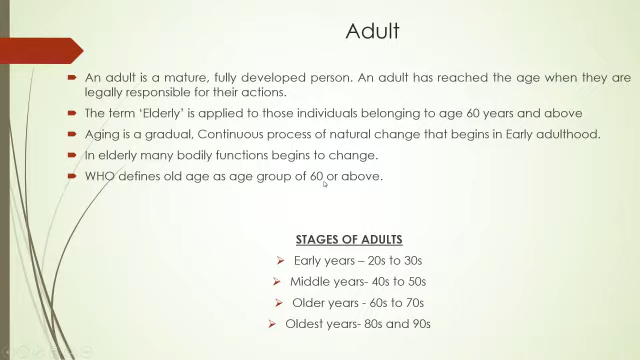 Adult
An adult is a mature, fully developed person. An adult has reached the age when they are
legally responsible for their actions.
The term ‘Elderly’ is applied to those individuals belonging to age 60 years and above
Aging is a gradual, Continuous process of natural change that begins in Early adulthood.
In elderly many bodily functions begins to change.
WHO defines old age as age group of 60 or above.
STAGES OF ADULTS
Early years – 20s to 30s
Middle years- 40s to 50s
Older years - 60s to 70s
Oldest years- 80s and 90s